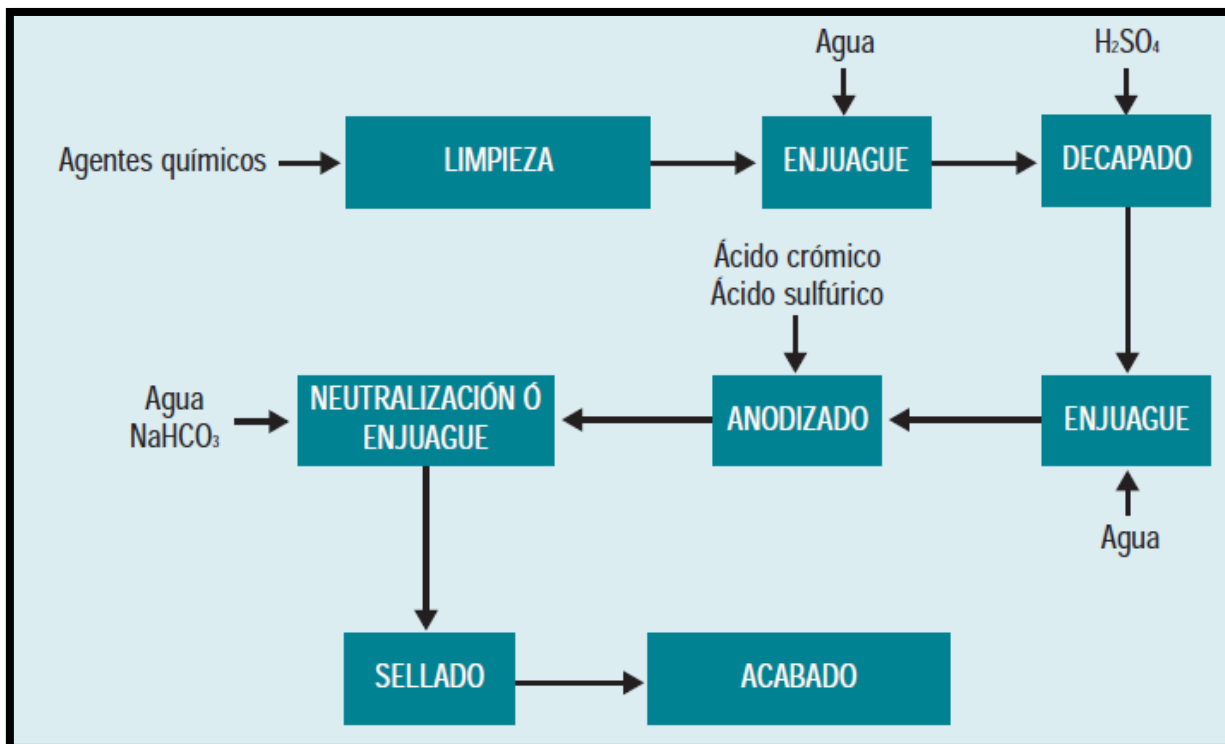 Agua
H₂SO₄
Agentes químicos
LIMPIEZA
ENJUAGUE
DECAPADO
Ácido crómico
Ácido sulfúrico
Agua
NaHCO₃
NEUTRALIZACIÓN Ó
ENJUAGUE
ANODIZADO
ENJUAGUE
Agua
SELLADO
ACABADO